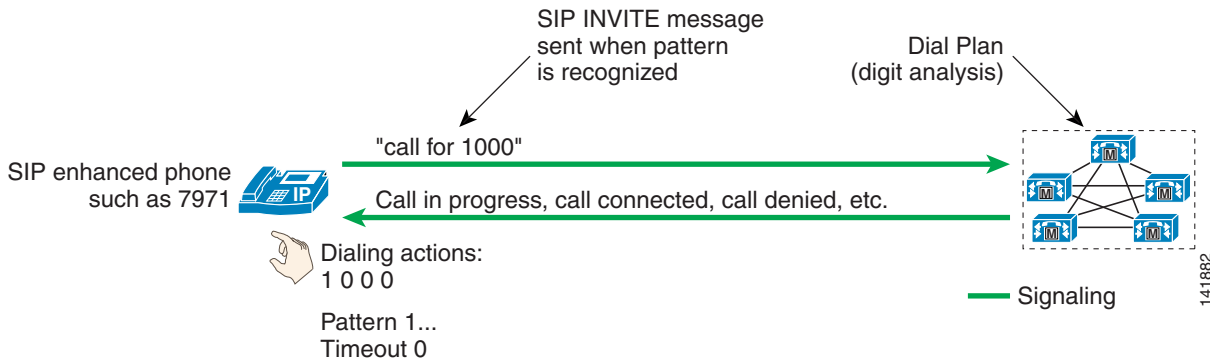 SIP INVITE message
sent when pattern
is recognized
Dial Plan
(digit analysis)
"call for 1000"
SIP enhanced phone
such as 7971
IP
Call in progress, call connected, call denied, etc.
M
M
M
M
M
Dialing actions:
1 0 0 0
Pattern 1...
Timeout 0
Signaling
141882